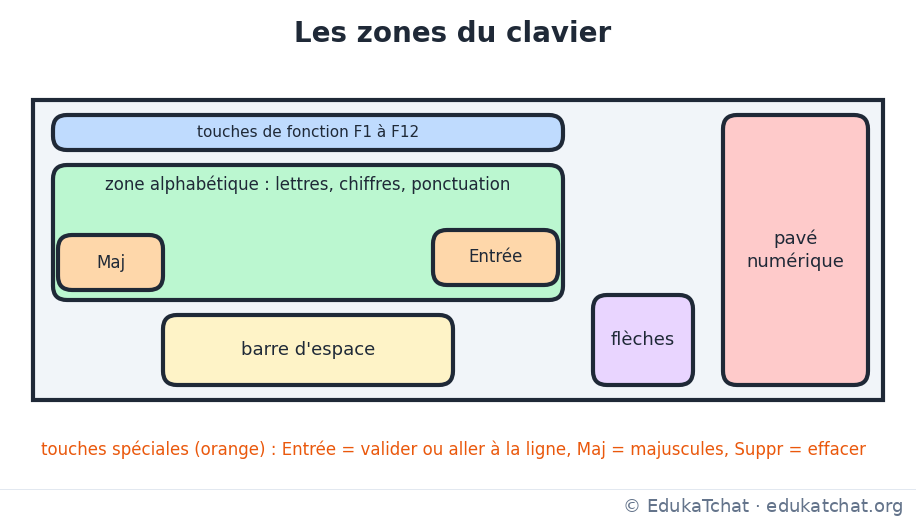 Les zones du clavier
touches de fonction F1 à F12
zone alphabétique : lettres, chiffres, ponctuation
Maj
Entrée
pavé
numérique
barre d'espace
flèches
touches spéciales (orange) : Entrée = valider ou aller à la ligne, Maj = majuscules, Suppr = effacer
© EdukaTchat · edukatchat.org